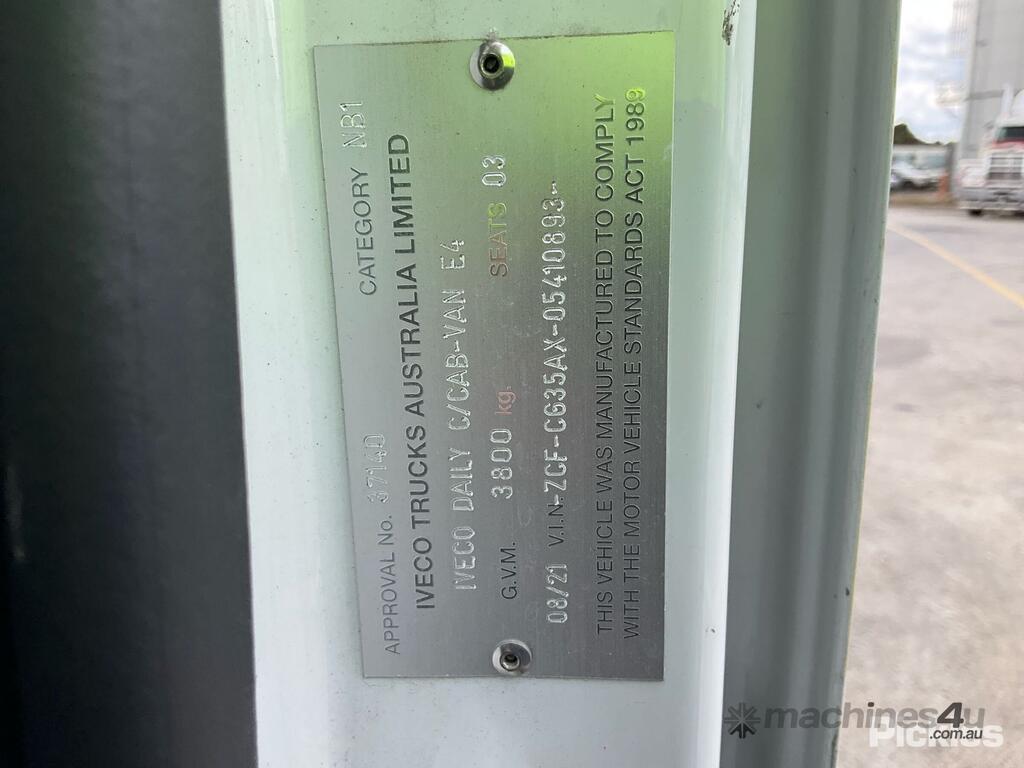 APPROVAL No. 37140 CATEGORY NB1
IVECO TRUCKS AUSTRALIA LIMITED
IVECO DAILY C/CAB-VAN E4
G.V.M. 3800 kg. SEATS 03
08/21 V.I.N-ZCF-C635AX-05410893-
THIS VEHICLE WAS MANUFACTURED TO COMPLY
WITH THE MOTOR VEHICLE STANDARDS ACT 1989
machines4u
.com.au
Pickles